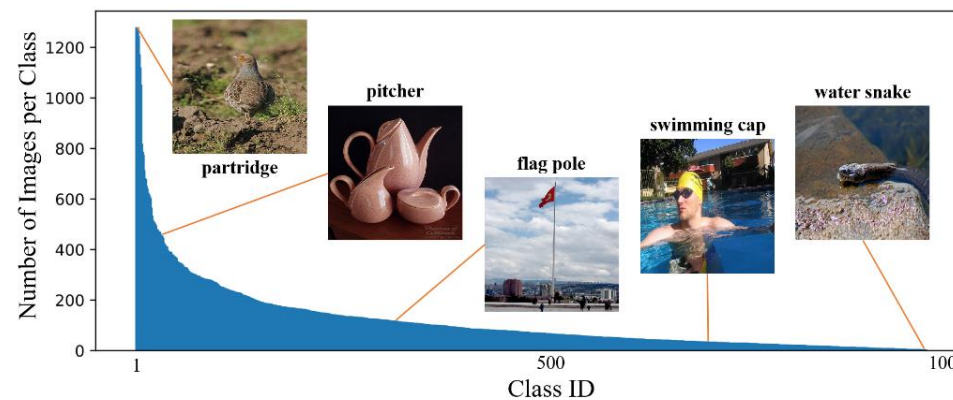 Number of Images per Class
1200
1000
800
600
400
200
0
partridge
pitcher
flag pole
swimming cap
water snake
1
500
100
Class ID